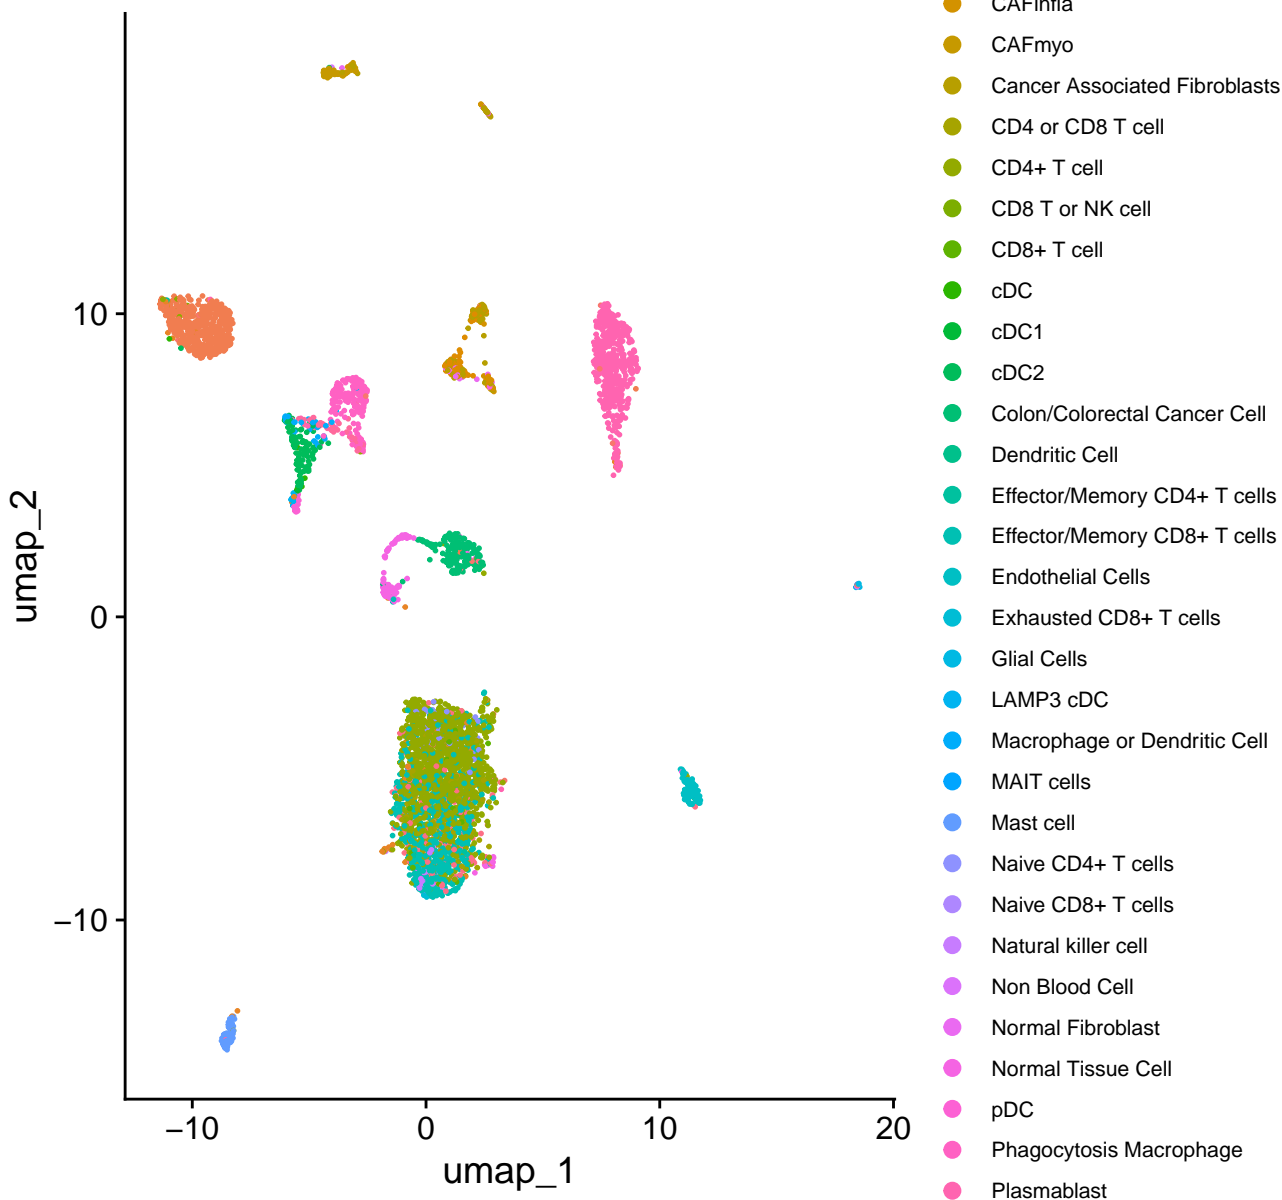 CAFinfla
CAFmyo
Cancer Associated Fibroblasts
CD4 or CD8 T cell
CD4+ T cell
CD8 T or NK cell
CD8+ T cell
cDC
cDC1
cDC2
Colon/Colorectal Cancer Cell
Dendritic Cell
Effector/Memory CD4+ T cells
Effector/Memory CD8+ T cells
Endothelial Cells
Exhausted CD8+ T cells
Glial Cells
LAMP3 cDC
Macrophage or Dendritic Cell
MAIT cells
Mast cell
Naive CD4+ T cells
Naive CD8+ T cells
Natural killer cell
Non Blood Cell
Normal Fibroblast
Normal Tissue Cell
pDC
Phagocytosis Macrophage
Plasmablast
10
0
−10
umap_2
−10 0 10 20
umap_1